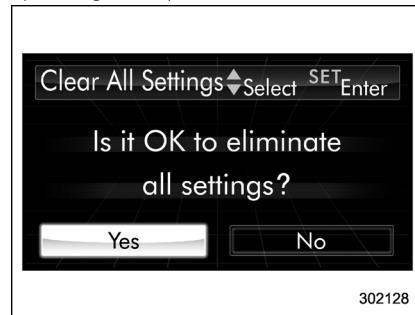 Clear All Settings Select SET Enter
Is it OK to eliminate
all settings?
Yes No
302128